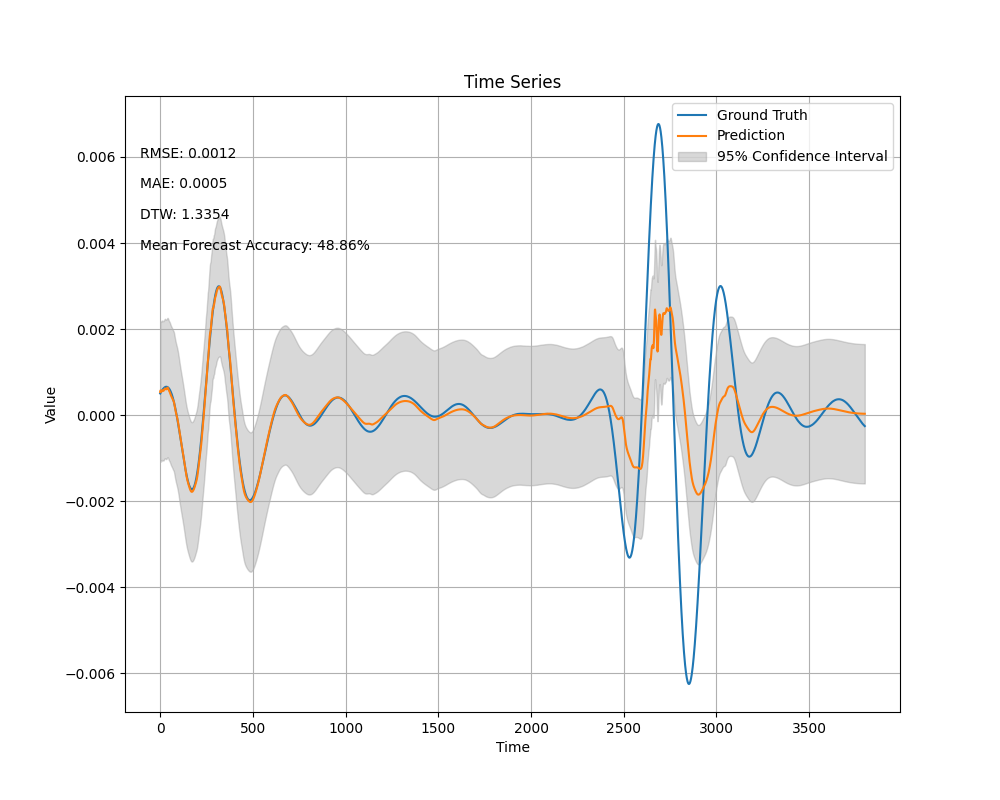 Time Series
Ground Truth
Prediction
95% Confidence Interval
RMSE: 0.0012
MAE: 0.0005
DTW: 1.3354
Mean Forecast Accuracy: 48.86%
Value
0.006
0.004
0.002
0.000
−0.002
−0.004
−0.006
0 500 1000 1500 2000 2500 3000 3500
Time